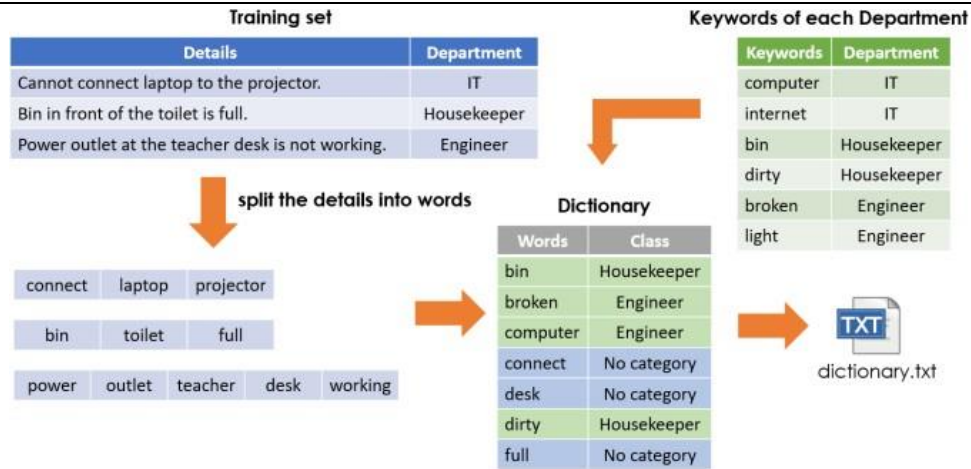 Training set
Details Department
Cannot connect laptop to the projector. IT
Bin in front of the toilet is full. Housekeeper
Power outlet at the teacher desk is not working. Engineer
Keywords of each Department
Keywords Department
computer IT
internet IT
bin Housekeeper
dirty Housekeeper
broken Engineer
light Engineer
split the details into words
connect laptop projector
bin toilet full
power outlet teacher desk working
Dictionary
Words Class
bin Housekeeper
broken Engineer
computer Engineer
connect No category
desk No category
dirty Housekeeper
full No category
TXT
dictionary.txt